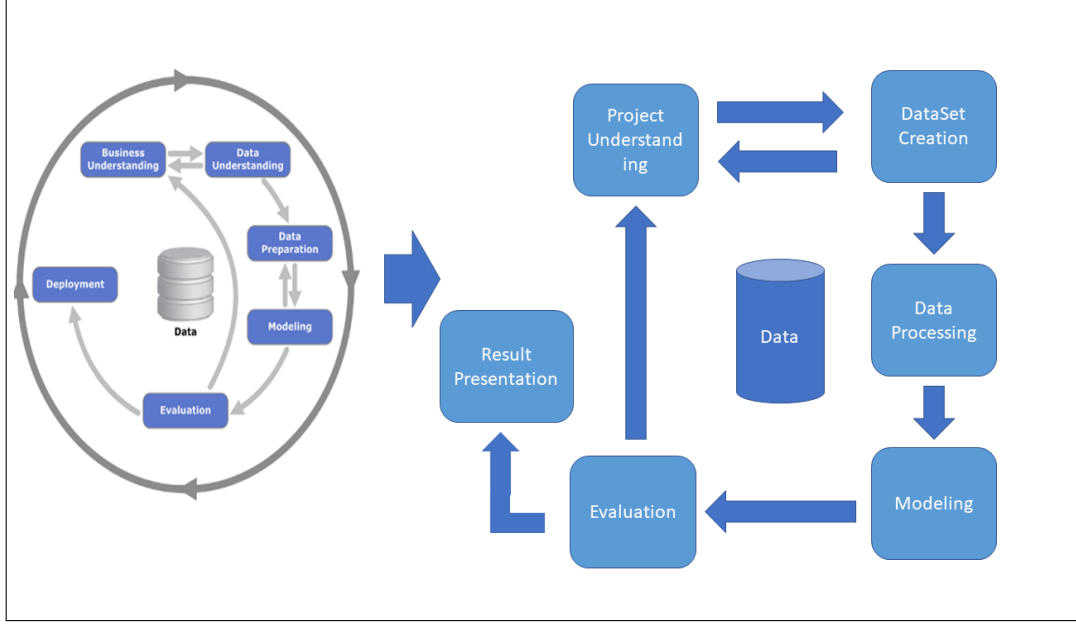 Business
Understanding
Data
Understanding
Data
Preparation
Modeling
Evaluation
Deployment
Data
Project
Understand
ing
DataSet
Creation
Data
Processing
Modeling
Evaluation
Result
Presentation
Data